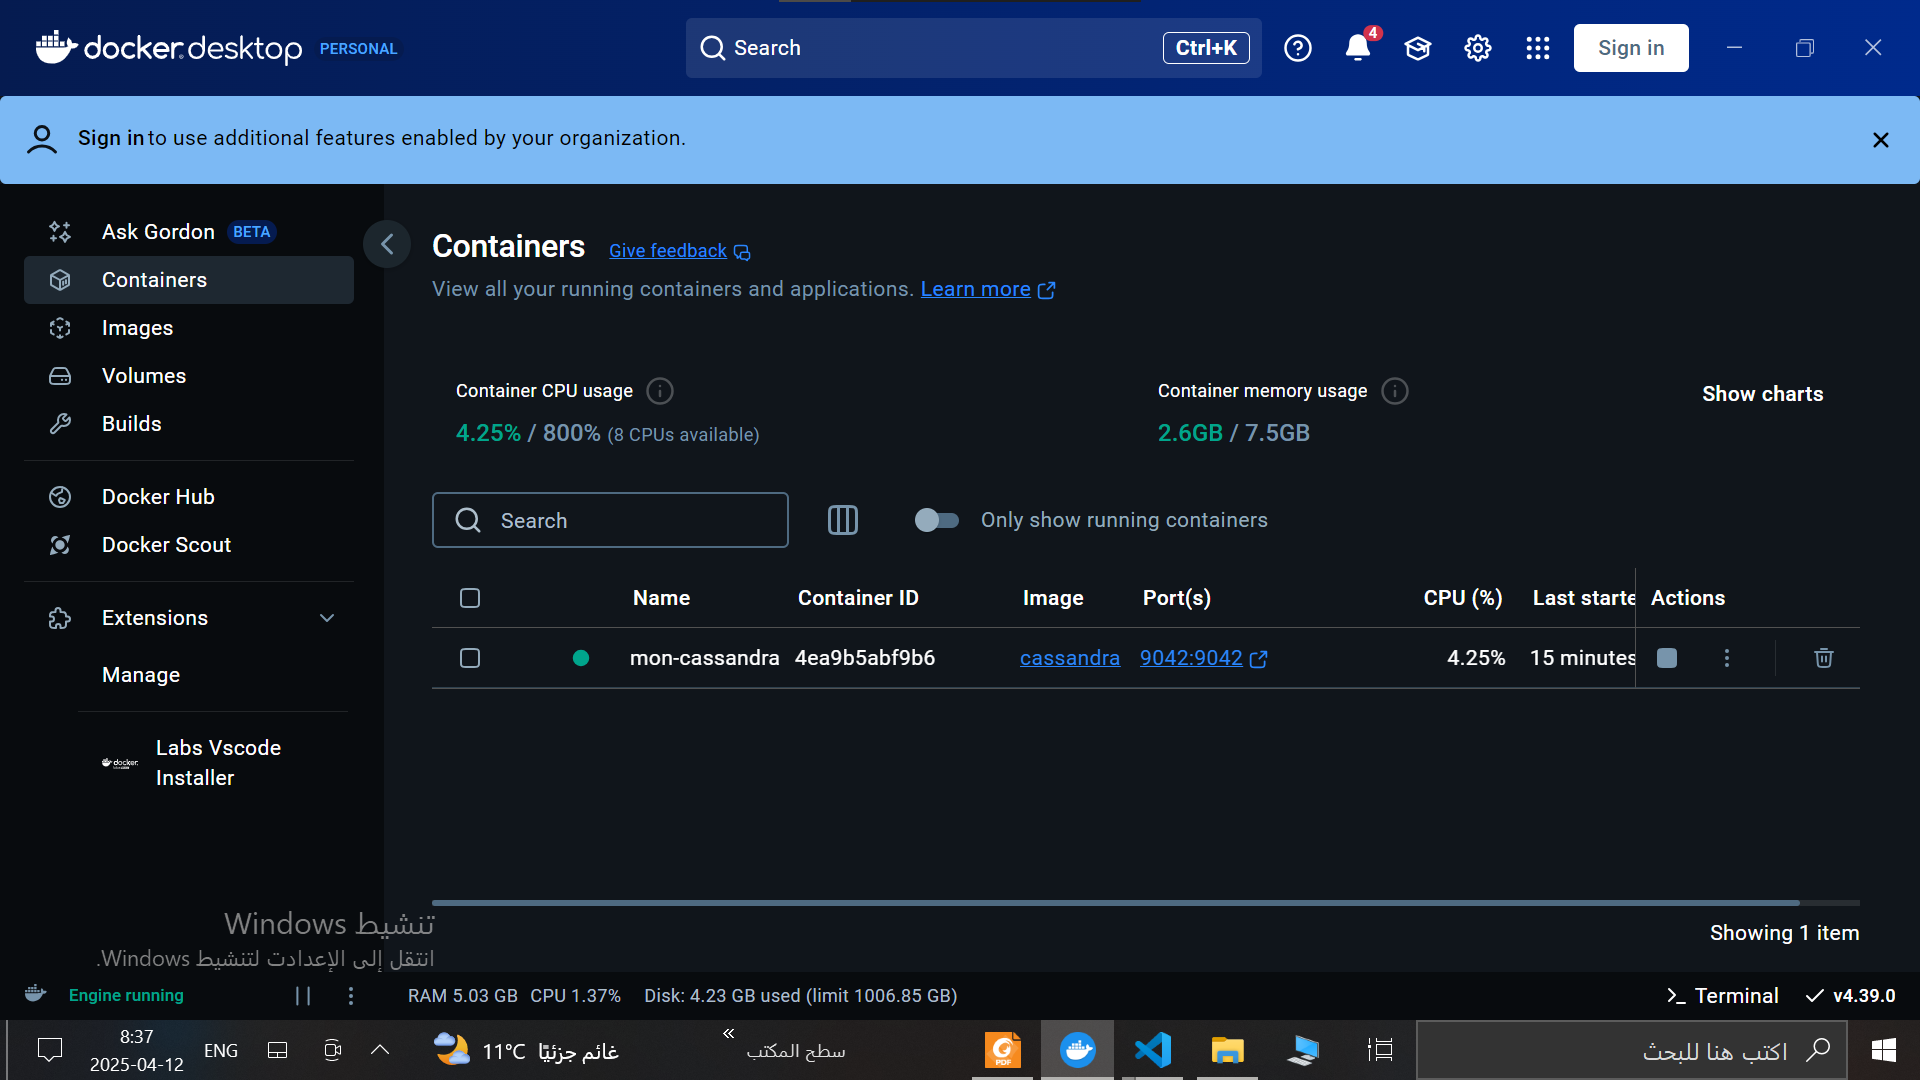 docker.desktop PERSONAL
Search Ctrl+K
4
Sign in
Sign in to use additional features enabled by your organization.
Ask Gordon BETA
Containers
Images
Volumes
Builds
Docker Hub
Docker Scout
Extensions
Manage
docker.
Labs Vscode
Installer
Containers Give feedback
View all your running containers and applications. Learn more
Container CPU usage
4.25% / 800% (8 CPUs available)
Container memory usage
2.6GB / 7.5GB
Show charts
Search
Only show running containers
Name Container ID Image Port(s) CPU (%) Last starte Actions
mon-cassandra 4ea9b5abf9b6 cassandra 9042:9042 4.25% 15 minutes
Showing 1 item
تنشيط Windows
انتقل إلى الإعدادت لتنشيط Windows.
Engine running
RAM 5.03 GB CPU 1.37% Disk: 4.23 GB used (limit 1006.85 GB)
Terminal v4.39.0
8:37
2025-04-12
ENG
11°C غائم جزئيًا
»
سطح المكتب
PDF
اكتب هنا للبحث